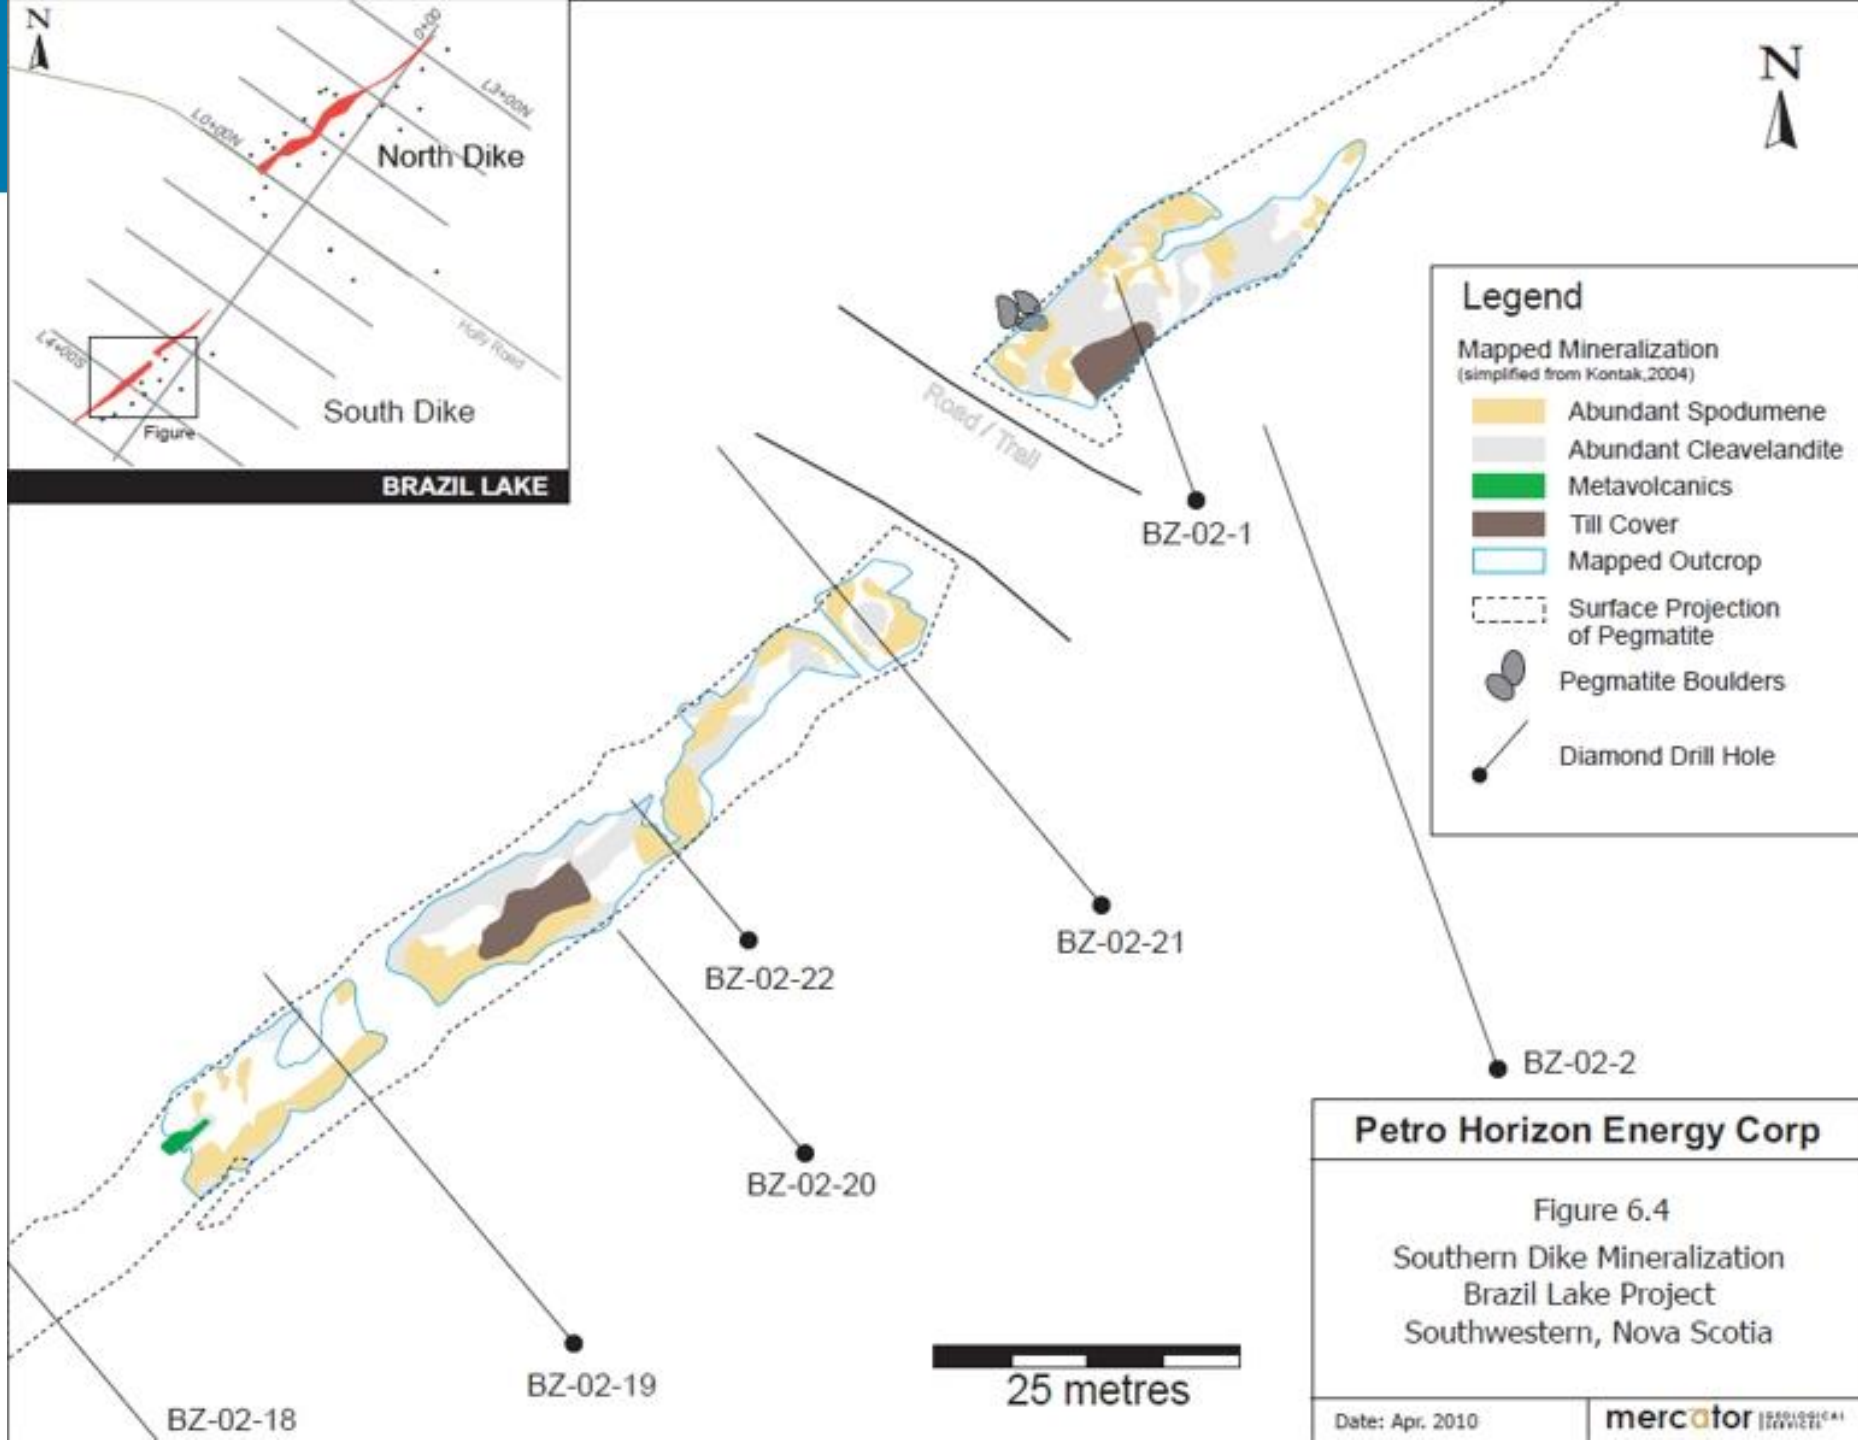 N
0+00
L3+00N
L0+00N
North Dike
Holly Road
L4+00S
South Dike
Figure
BRAZIL LAKE
N
Road / Trail
BZ-02-1
BZ-02-21
BZ-02-22
BZ-02-2
BZ-02-20
BZ-02-19
BZ-02-18
25 metres
Legend
Mapped Mineralization
(simplified from Kontak,2004)
Abundant Spodumene
Abundant Cleavelandite
Metavolcanics
Till Cover
Mapped Outcrop
Surface Projection
of Pegmatite
Pegmatite Boulders
Diamond Drill Hole
Petro Horizon Energy Corp
Figure 6.4
Southern Dike Mineralization
Brazil Lake Project
Southwestern, Nova Scotia
Date: Apr. 2010
mercator GEOLOGICAL
SERVICES